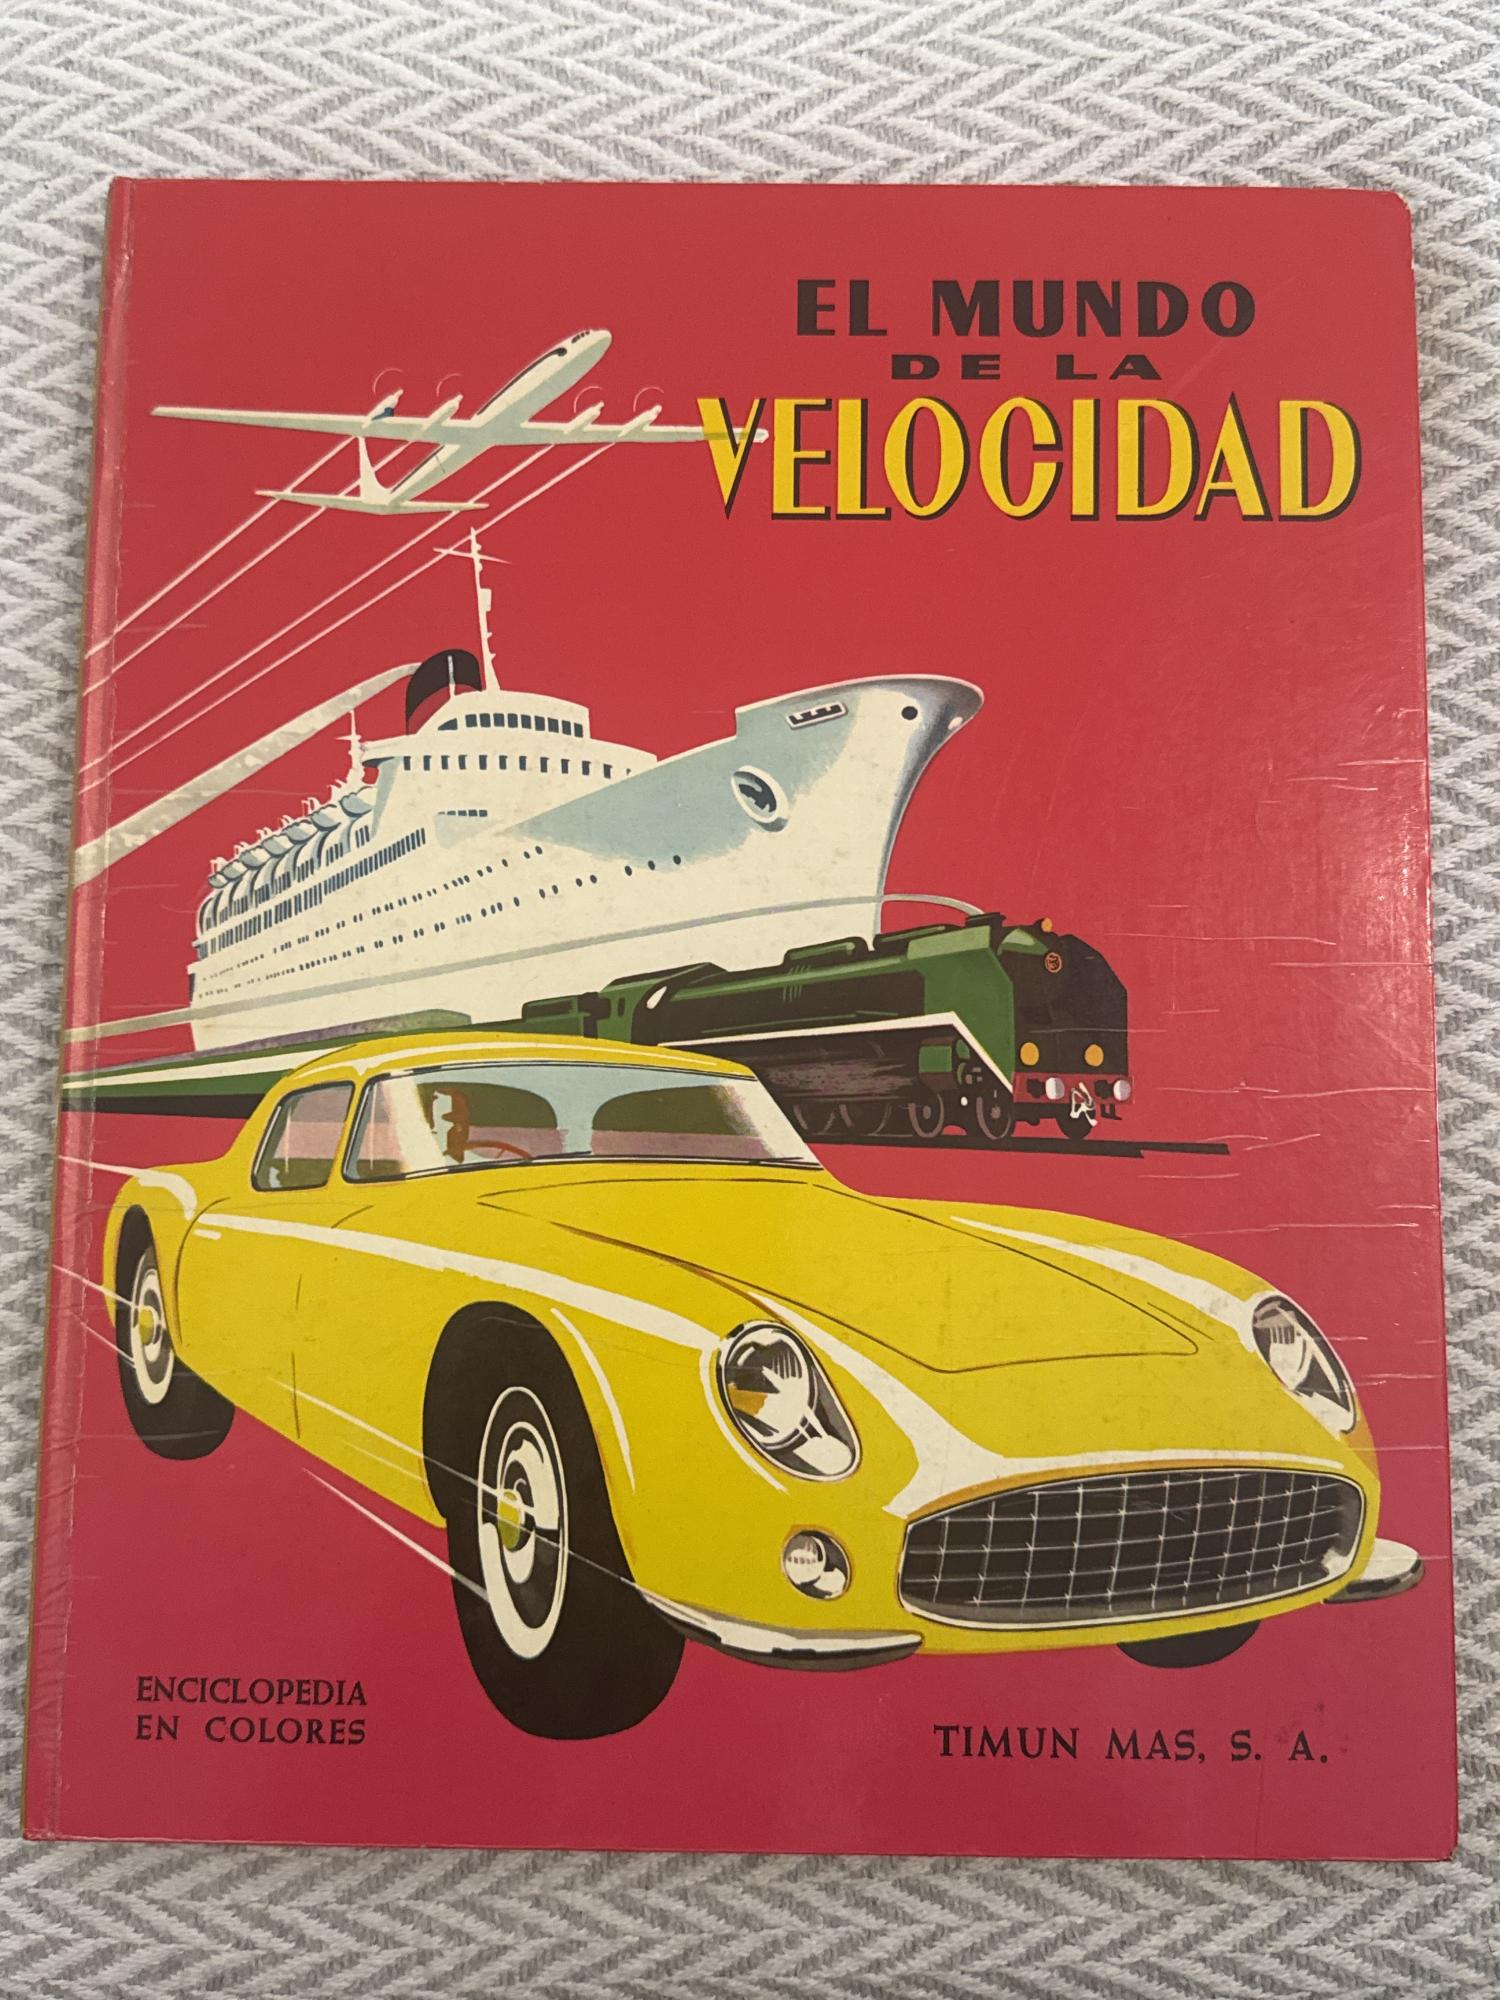 EL MUNDO
DE LA
VELOCIDAD
ENCICLOPEDIA
EN COLORES
TIMUN MAS, S. A.